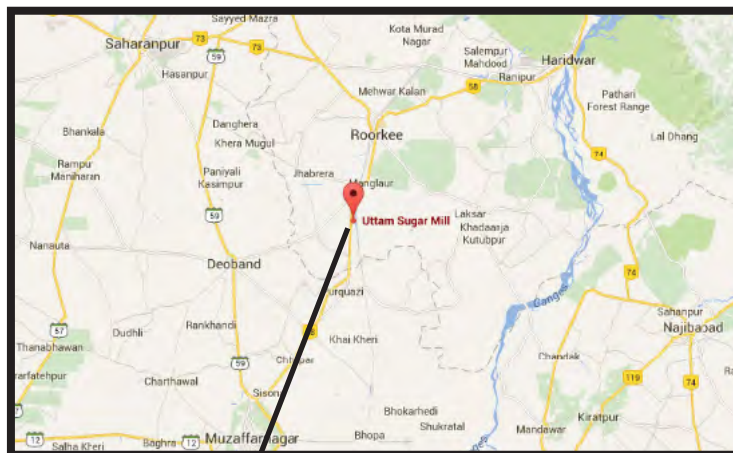 Sayyed Mazra
Kota Murad
Nagar
Saharanpur
73
73
59
Salempur
Mahdood
Haridwar
Hasanpur
Ranipur
58
Mehwar Kalan
Pathari
Forest Range
Danghera
Roorkee
Bhankala
Khera Mugul
Lal Dhang
74
Rampur
Maniharan
Paniyali
Kasimpur
Jhabrera
Manglaur
59
Uttam Sugar Mill
Laksar
Khadaanja
Kutubpur
Nanauta
Deoband
74
Ganges
urquazi
Sahanpur
Najibabad
57
Dudhli
Rankhandi
Khai Kheri
Thanabhawan
59
Chandak
rarfatehpur
Charthawal
119
74
Sison
Bhokarhedi
Kiratpur
12
Salha Kheri
Baghra
12
Muzaffarnagar
Bhopa
Shukratal
Mandawar